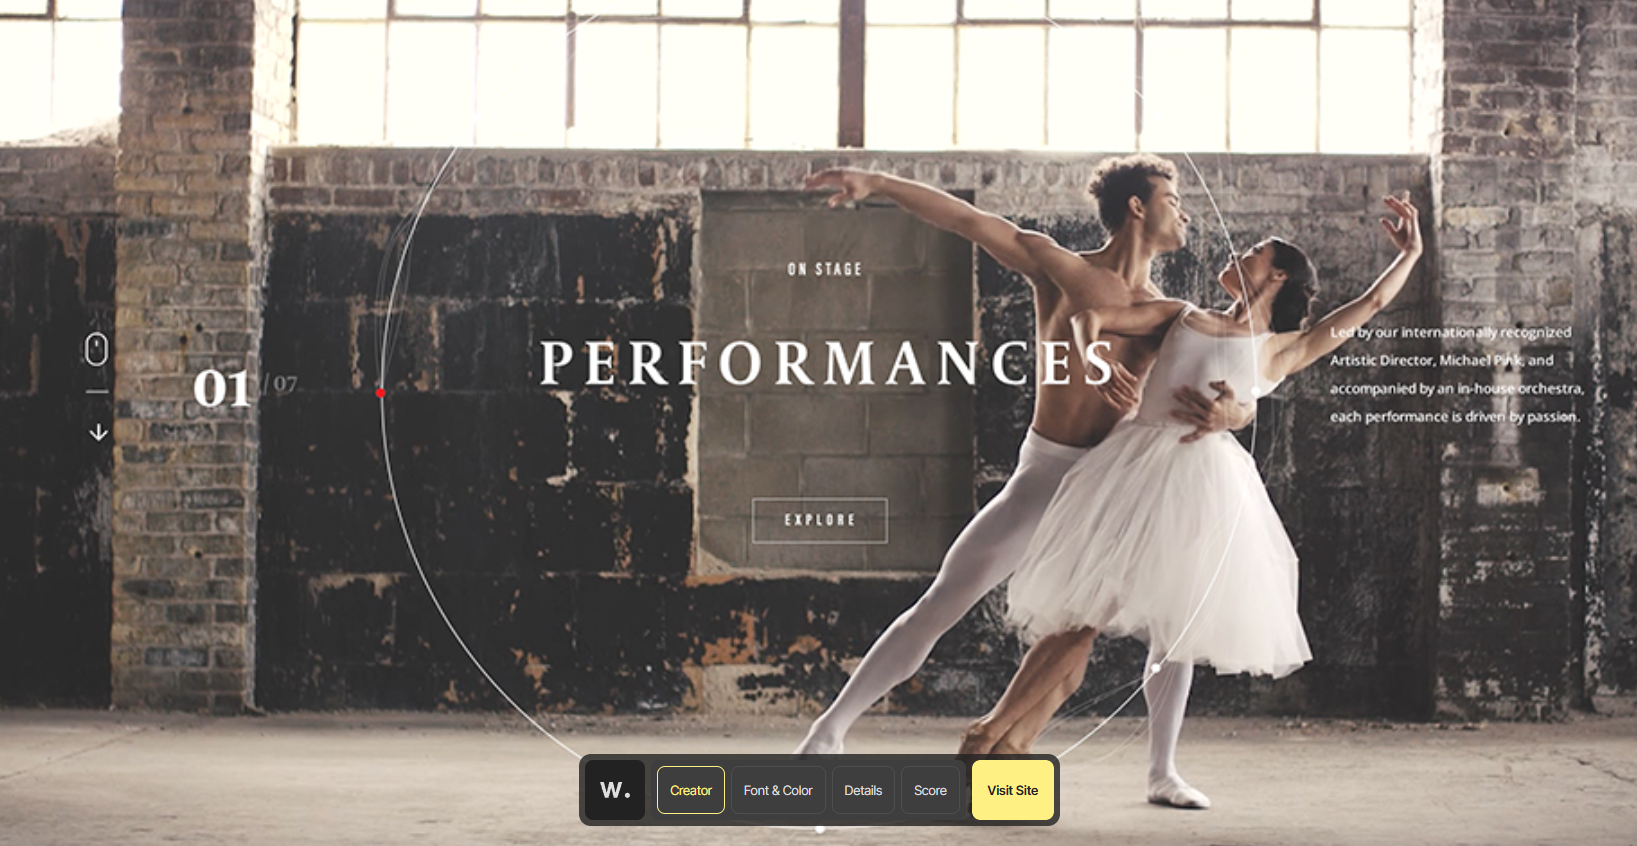 ON STAGE
PERFORMANCES
01 / 07
Led by our internationally recognized
Artistic Director, Michael Pink, and
accompanied by an in-house orchestra,
each performance is driven by passion.
EXPLORE
W.
Creator
Font & Color
Details
Score
Visit Site